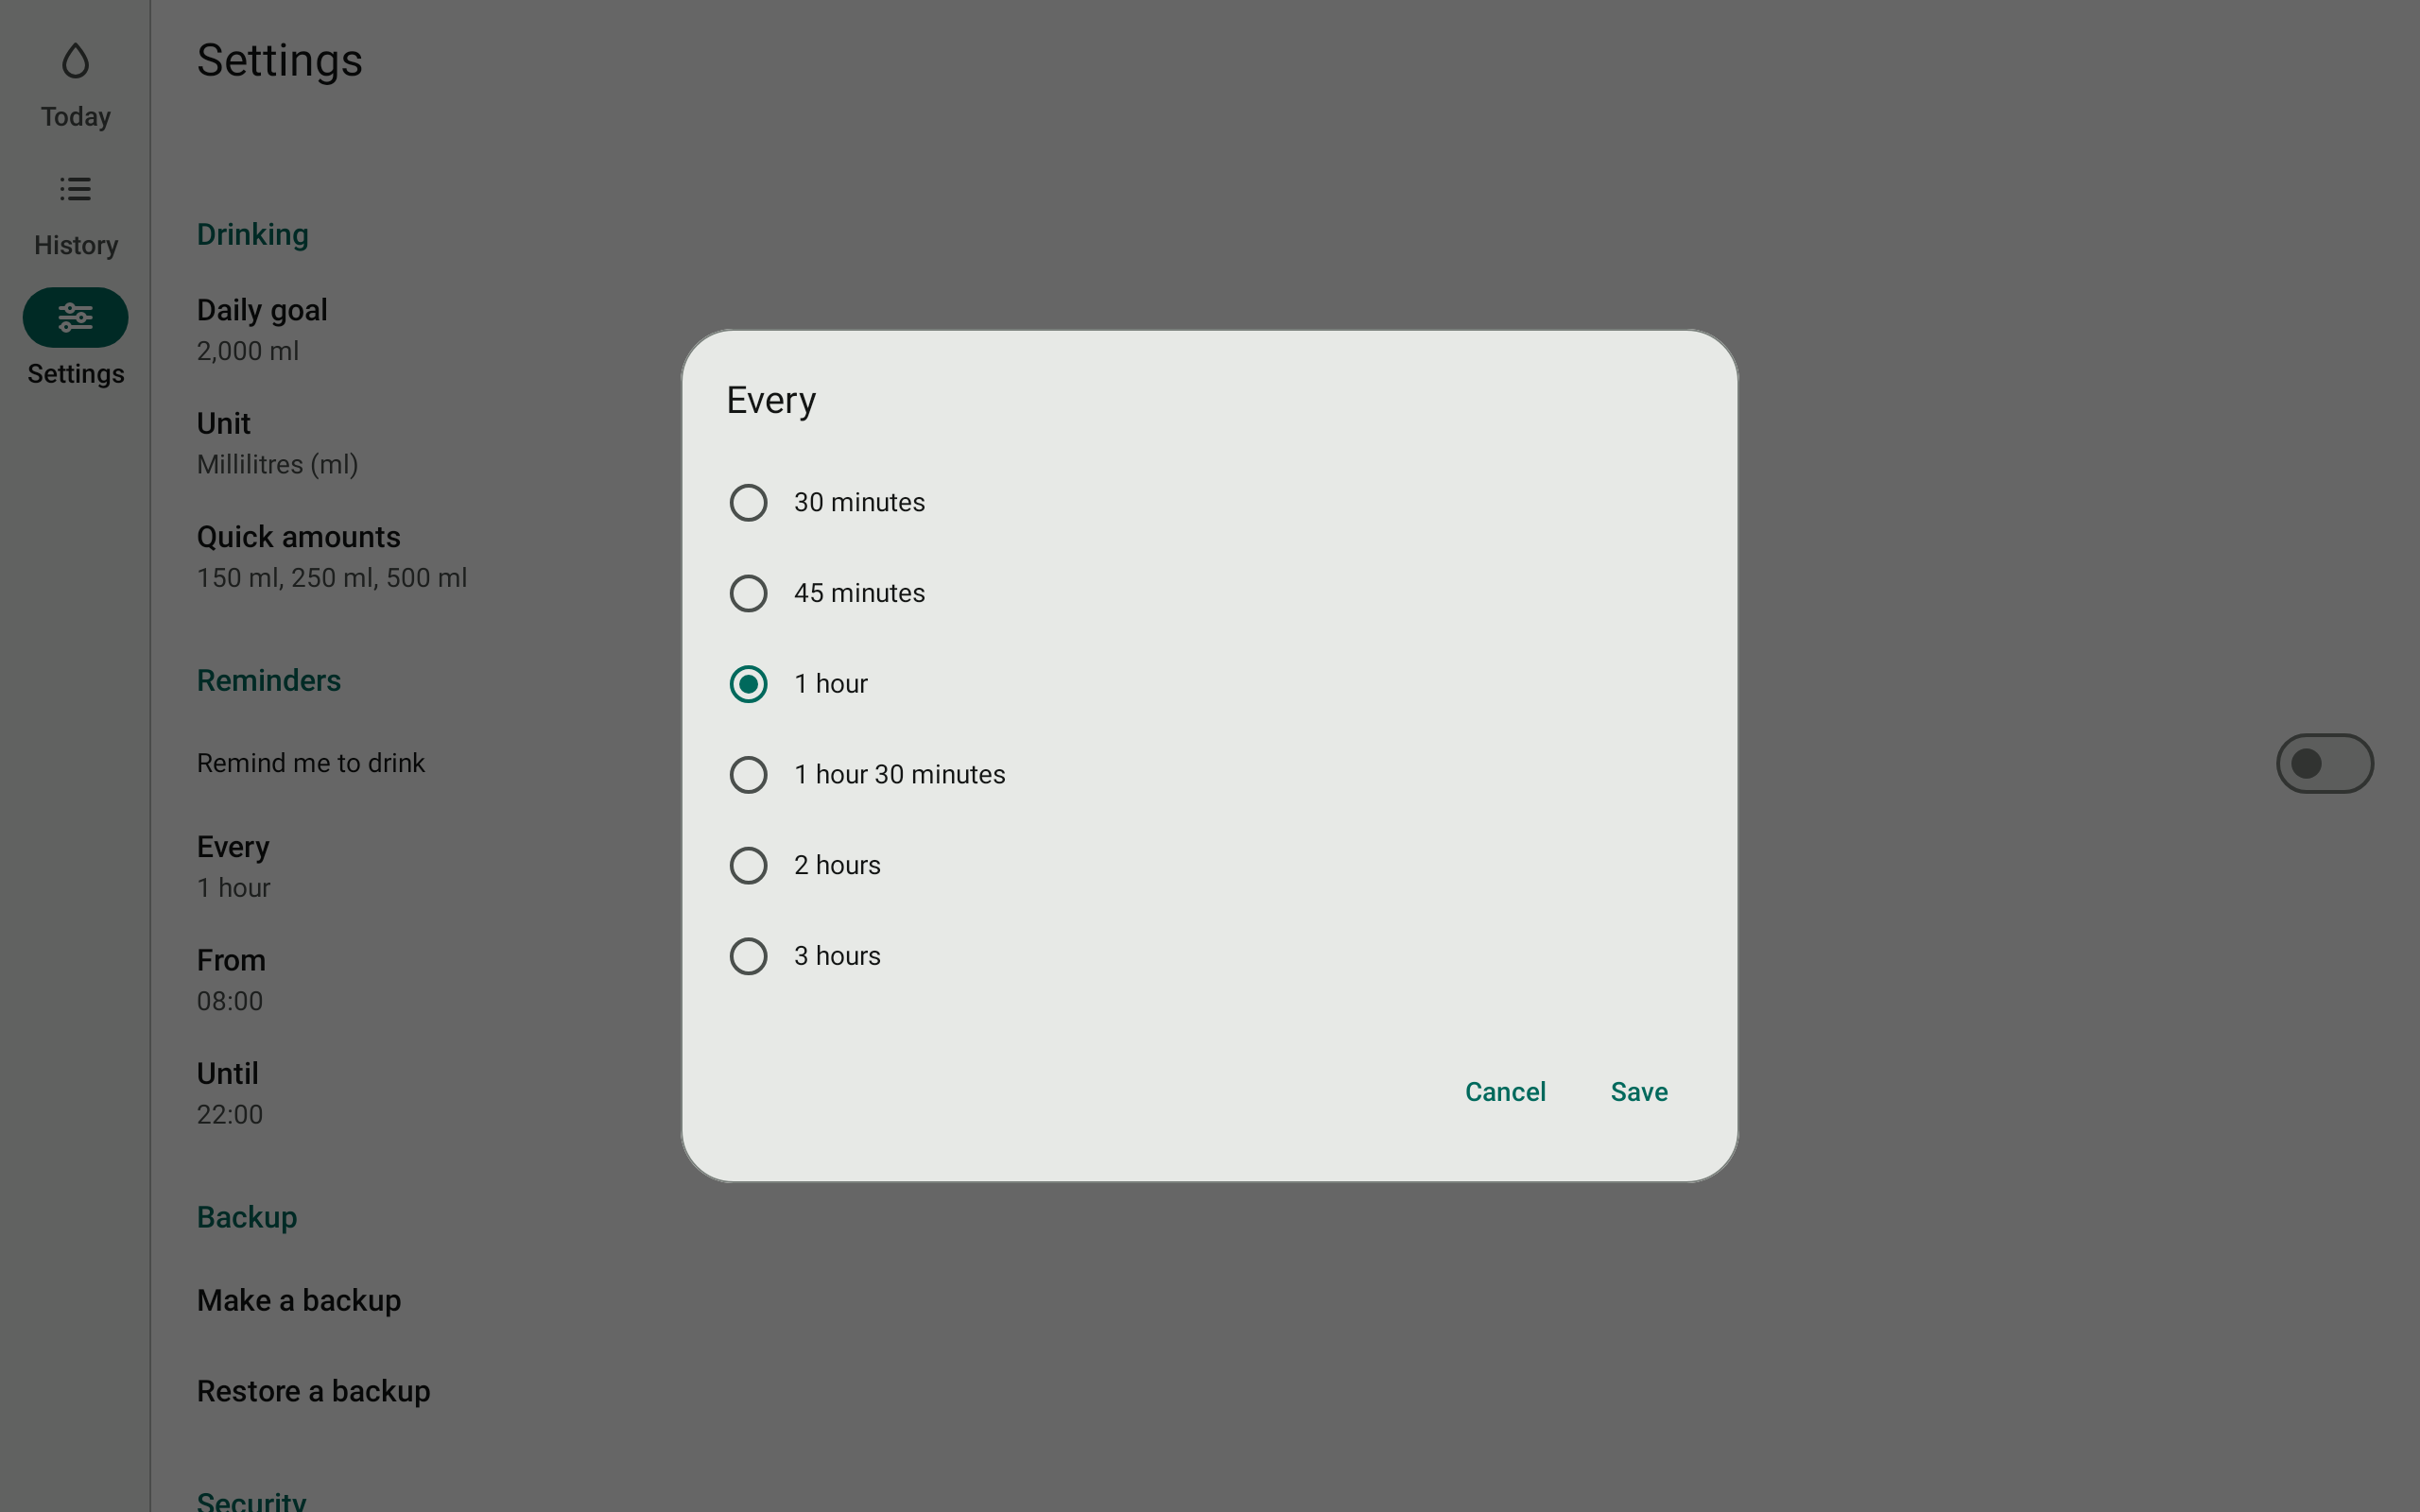 Today
History
Settings
Settings
Drinking
Daily goal
2,000 ml
Unit
Millilitres (ml)
Quick amounts
150 ml, 250 ml, 500 ml
Reminders
Remind me to drink
Every
1 hour
From
08:00
Until
22:00
Backup
Make a backup
Restore a backup
Security
Every
30 minutes
45 minutes
1 hour
1 hour 30 minutes
2 hours
3 hours
Cancel
Save